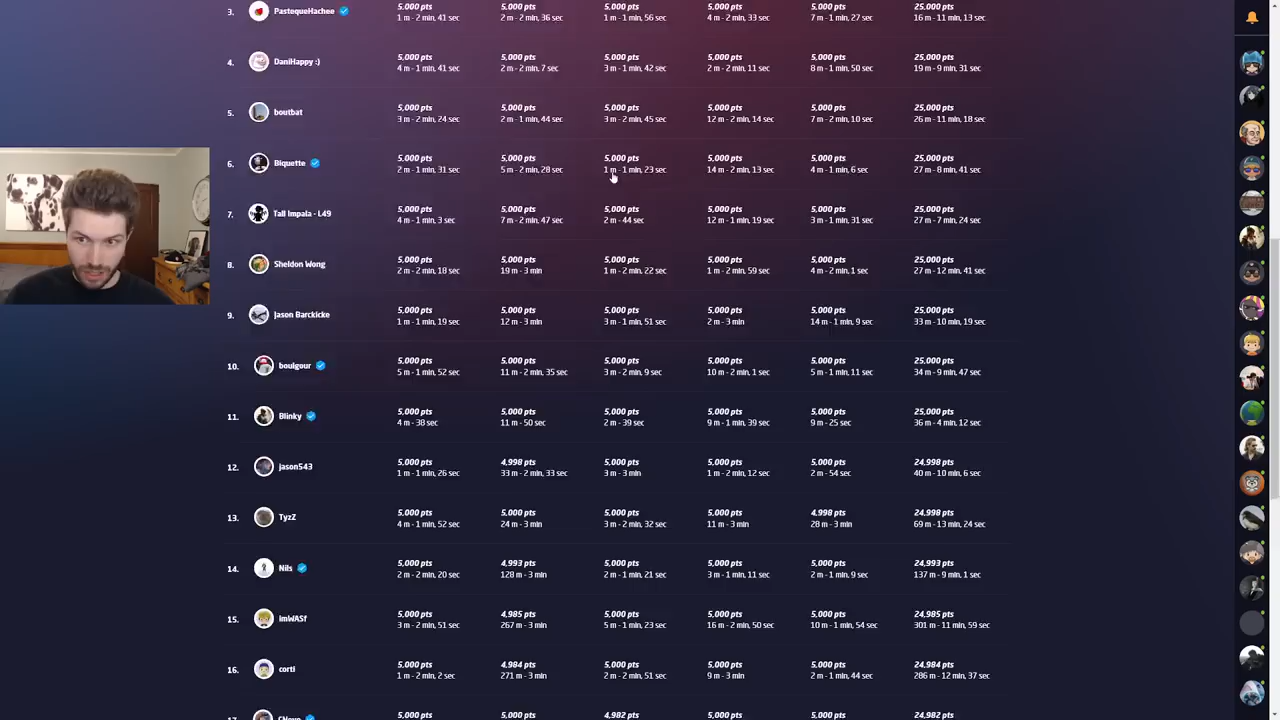 3. PastequeHachee 5,000 pts 5,000 pts 5,000 pts 5,000 pts 5,000 pts 25,000 pts
1 m - 2 min, 41 sec 2 m - 2 min, 36 sec 1 m - 1 min, 56 sec 4 m - 2 min, 33 sec 7 m - 1 min, 27 sec 16 m - 11 min, 13 sec
4. DaniHappy :) 5,000 pts 5,000 pts 5,000 pts 5,000 pts 5,000 pts 25,000 pts
4 m - 1 min, 41 sec 2 m - 2 min, 7 sec 3 m - 1 min, 42 sec 2 m - 2 min, 11 sec 8 m - 1 min, 50 sec 19 m - 9 min, 31 sec
5. boutbat 5,000 pts 5,000 pts 5,000 pts 5,000 pts 5,000 pts 25,000 pts
3 m - 2 min, 24 sec 2 m - 1 min, 44 sec 3 m - 2 min, 45 sec 12 m - 2 min, 14 sec 7 m - 2 min, 10 sec 26 m - 11 min, 18 sec
6. Biquette 5,000 pts 5,000 pts 5,000 pts 5,000 pts 5,000 pts 25,000 pts
2 m - 1 min, 31 sec 5 m - 2 min, 28 sec 1 m - 1 min, 23 sec 14 m - 2 min, 13 sec 4 m - 1 min, 6 sec 27 m - 8 min, 41 sec
7. Tall Impala - L49 5,000 pts 5,000 pts 5,000 pts 5,000 pts 5,000 pts 25,000 pts
4 m - 1 min, 3 sec 7 m - 2 min, 47 sec 2 m - 44 sec 12 m - 1 min, 19 sec 3 m - 1 min, 31 sec 27 m - 7 min, 24 sec
8. Sheldon Wong 5,000 pts 5,000 pts 5,000 pts 5,000 pts 5,000 pts 25,000 pts
2 m - 2 min, 18 sec 19 m - 3 min 1 m - 2 min, 22 sec 1 m - 2 min, 59 sec 4 m - 2 min, 1 sec 27 m - 12 min, 41 sec
9. Jason Barckicke 5,000 pts 5,000 pts 5,000 pts 5,000 pts 5,000 pts 25,000 pts
1 m - 1 min, 19 sec 12 m - 3 min 3 m - 1 min, 51 sec 2 m - 3 min 14 m - 1 min, 9 sec 33 m - 10 min, 19 sec
10. boulgour 5,000 pts 5,000 pts 5,000 pts 5,000 pts 5,000 pts 25,000 pts
5 m - 1 min, 52 sec 11 m - 2 min, 35 sec 3 m - 2 min, 9 sec 10 m - 2 min, 1 sec 5 m - 1 min, 11 sec 34 m - 9 min, 47 sec
11. Blinky 5,000 pts 5,000 pts 5,000 pts 5,000 pts 5,000 pts 25,000 pts
4 m - 38 sec 11 m - 50 sec 2 m - 39 sec 9 m - 1 min, 39 sec 9 m - 25 sec 36 m - 4 min, 12 sec
12. jason543 5,000 pts 4,998 pts 5,000 pts 5,000 pts 5,000 pts 24,998 pts
1 m - 1 min, 26 sec 33 m - 2 min, 33 sec 3 m - 3 min 1 m - 2 min, 12 sec 2 m - 54 sec 40 m - 10 min, 6 sec
13. TyzZ 5,000 pts 5,000 pts 5,000 pts 5,000 pts 4,998 pts 24,998 pts
4 m - 1 min, 52 sec 24 m - 3 min 3 m - 2 min, 32 sec 11 m - 3 min 28 m - 3 min 69 m - 13 min, 24 sec
14. Nils 5,000 pts 4,993 pts 5,000 pts 5,000 pts 5,000 pts 24,993 pts
2 m - 2 min, 20 sec 128 m - 3 min 2 m - 1 min, 21 sec 3 m - 1 min, 11 sec 2 m - 1 min, 9 sec 137 m - 9 min, 1 sec
15. imWASf 5,000 pts 4,985 pts 5,000 pts 5,000 pts 5,000 pts 24,985 pts
3 m - 2 min, 51 sec 267 m - 3 min 5 m - 1 min, 23 sec 16 m - 2 min, 50 sec 10 m - 1 min, 54 sec 301 m - 11 min, 59 sec
16. corti 5,000 pts 4,984 pts 5,000 pts 5,000 pts 5,000 pts 24,984 pts
1 m - 2 min, 2 sec 271 m - 3 min 2 m - 2 min, 51 sec 9 m - 3 min 2 m - 1 min, 44 sec 286 m - 12 min, 37 sec
5,000 pts 5,000 pts 4,982 pts 5,000 pts 5,000 pts 24,982 pts